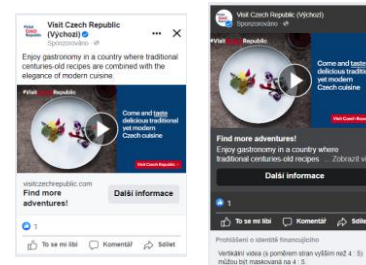 Visit Czech Republic
(Výchozí)
Sponzorováno
Enjoy gastronomy in a country where traditional
centuries-old recipes are combined with the
elegance of modern cuisine
#Visit Republic
Come and taste
delicious traditional
yet modern
Czech cuisine
Visit Czech Republic
visitczechrepublic.com
Find more
adventures!
Další informace
1
To se mi líbí
Komentář
Sdílet
Visit Czech Republic (Výchozí)
Sponzorováno
#Visit Republic
Come and taste
delicious traditional
yet modern
Czech cuisine
Find more adventures!
Enjoy gastronomy in a country where
traditional centuries-old recipes ... Zobrazit ví
Další informace
1
To se mi líbí
Komentář
Sdílet
Prohlášení o identitě financujícího
Vertikální videa (s poměrem stran vyšším než 4 : 5)
můžou být maskovaná na 4 : 5.